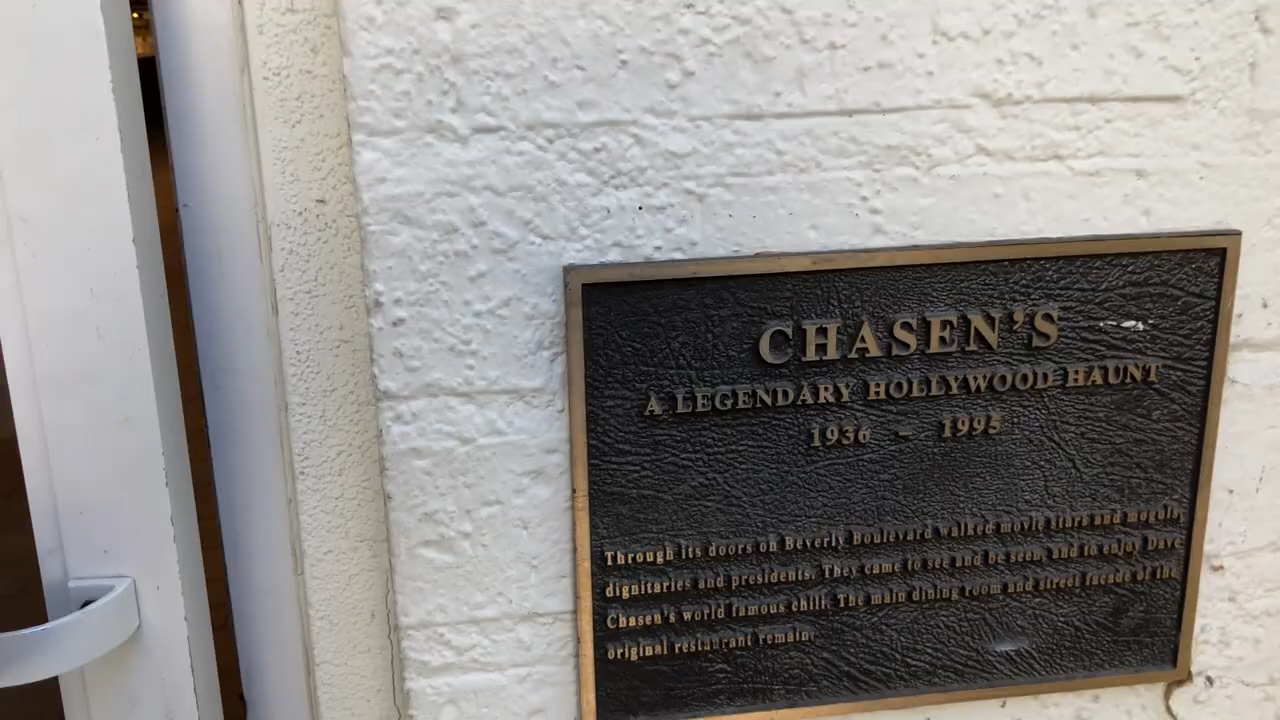 CHASEN'S
A LEGENDARY HOLLYWOOD HAUNT
1936 - 1995
Through its doors on Beverly Boulevard walked movie stars and moguls,
dignitaries and presidents. They came to see and be seen, and to enjoy Dave
Chasen's world famous chili. The main dining room and street facade of the
original restaurant remain.